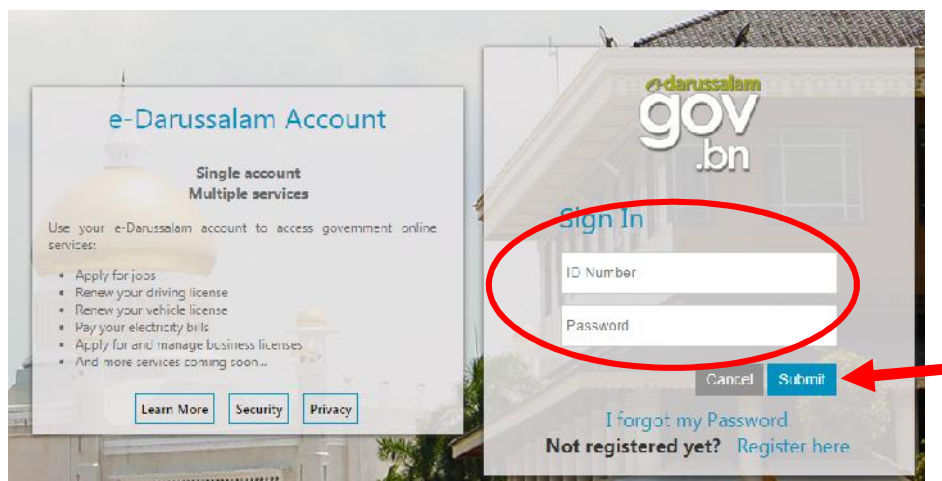 e-Darussalam Account
Single account
Multiple services
Use your e-Darussalam account to access government online
services:
• Apply for jobs
• Renew your driving license
• Renew your vehicle license
• Pay your electricity bills
• Apply for and manage business licenses
• And more services coming soon...
Learn More Security Privacy
e-darussalam
gov
.bn
Sign In
ID Number
Password
Cancel Submit
I forgot my Password
Not registered yet? Register here